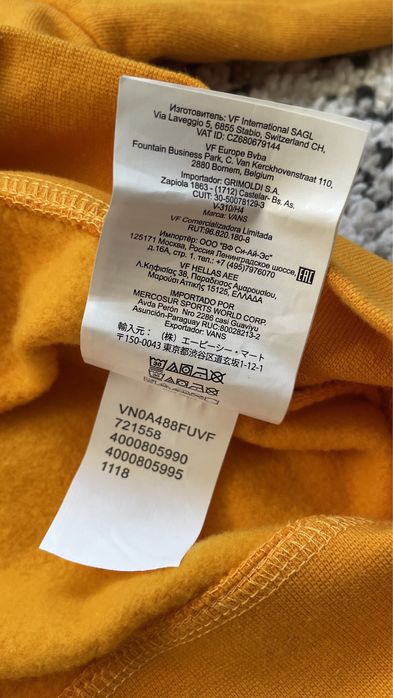 Изготовитель: VF International SAGL
Via Laveggio 5, 6855 Stabio, Switzerland CH,
VAT ID: CZ680679144
VF Europe Bvba
Fountain Business Park, C. Van Kerckhovenstraat 110,
2880 Bornem, Belgium
Importador: GRIMOLDI S.A.
Zapiola 1863 - (1712) Castelar- Bs. As.
CUIT: 30-50078129-3
V-310/H4
Marca: VANS
VF Comercializadora Limitada
RUT:96.820.180-8
Импортёр: ООО "ВФ Си-Ай-Эс"
125171 Москва, Россия Ленинградское шоссе,
д.16А, стр. 1. тел.: +7 (495)7976070
EAC
VF HELLAS AEE
Λ.Κηφισίας 38, Παραδείσος Αμαρουσίου,
Μαρούσι Αττικής 15125, ΕΛΛΑΔΑ
IMPORTADO POR
MERCOSUR SPORTS WORLD CORP.
Avda Perón Nro 2286 casi Guaviyu
Asunción-Paraguay RUC:80028213-2
Exportador: VANS
輸入元：（株）エービーシー・マート
〒150-0043 東京都渋谷区道玄坂1-12-1
VN0A488FUVF
721558
4000805990
4000805995
1118